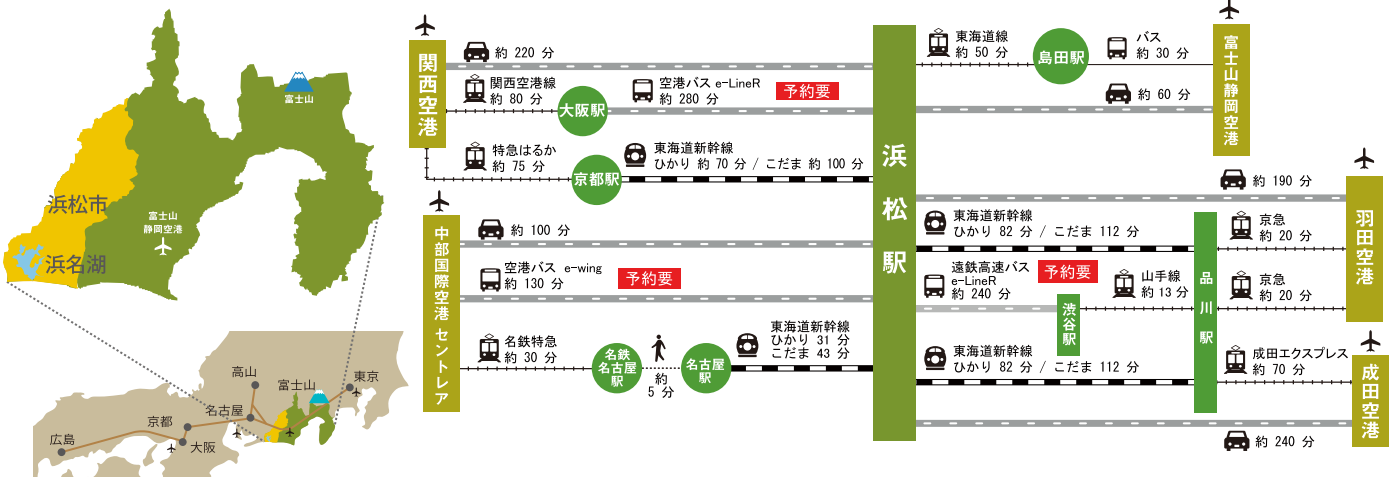 富士山
浜松市
富士山
静岡空港
浜名湖
高山
富士山
東京
名古屋
京都
広島
大阪
関西空港
約 220 分
関西空港線
約 80 分
大阪駅
空港バス e-LineR
約 280 分
予約要
特急はるか
約 75 分
京都駅
東海道新幹線
ひかり 約 70 分 / こだま 約 100 分
中部国際空港 セントレア
約 100 分
空港バス e-wing
約 130 分
予約要
名鉄特急
約 30 分
名鉄
名古屋
駅
約
5 分
名古屋
駅
東海道新幹線
ひかり 31 分
こだま 43 分
浜松駅
東海道線
約 50 分
島田駅
バス
約 30 分
富士山静岡空港
約 60 分
約 190 分
東海道新幹線
ひかり 82 分 / こだま 112 分
京急
約 20 分
羽田空港
遠鉄高速バス
e-LineR
約 240 分
予約要
渋谷駅
山手線
約 13 分
品川駅
京急
約 20 分
東海道新幹線
ひかり 82 分 / こだま 112 分
成田エクスプレス
約 70 分
成田空港
約 240 分